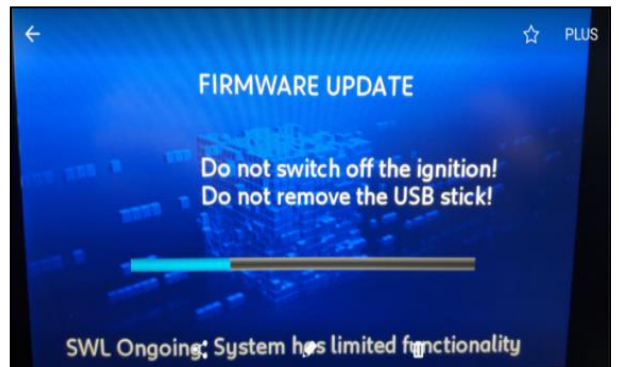 PLUS
FIRMWARE UPDATE
Do not switch off the ignition!
Do not remove the USB stick!
SWL Ongoing: System has limited functionality